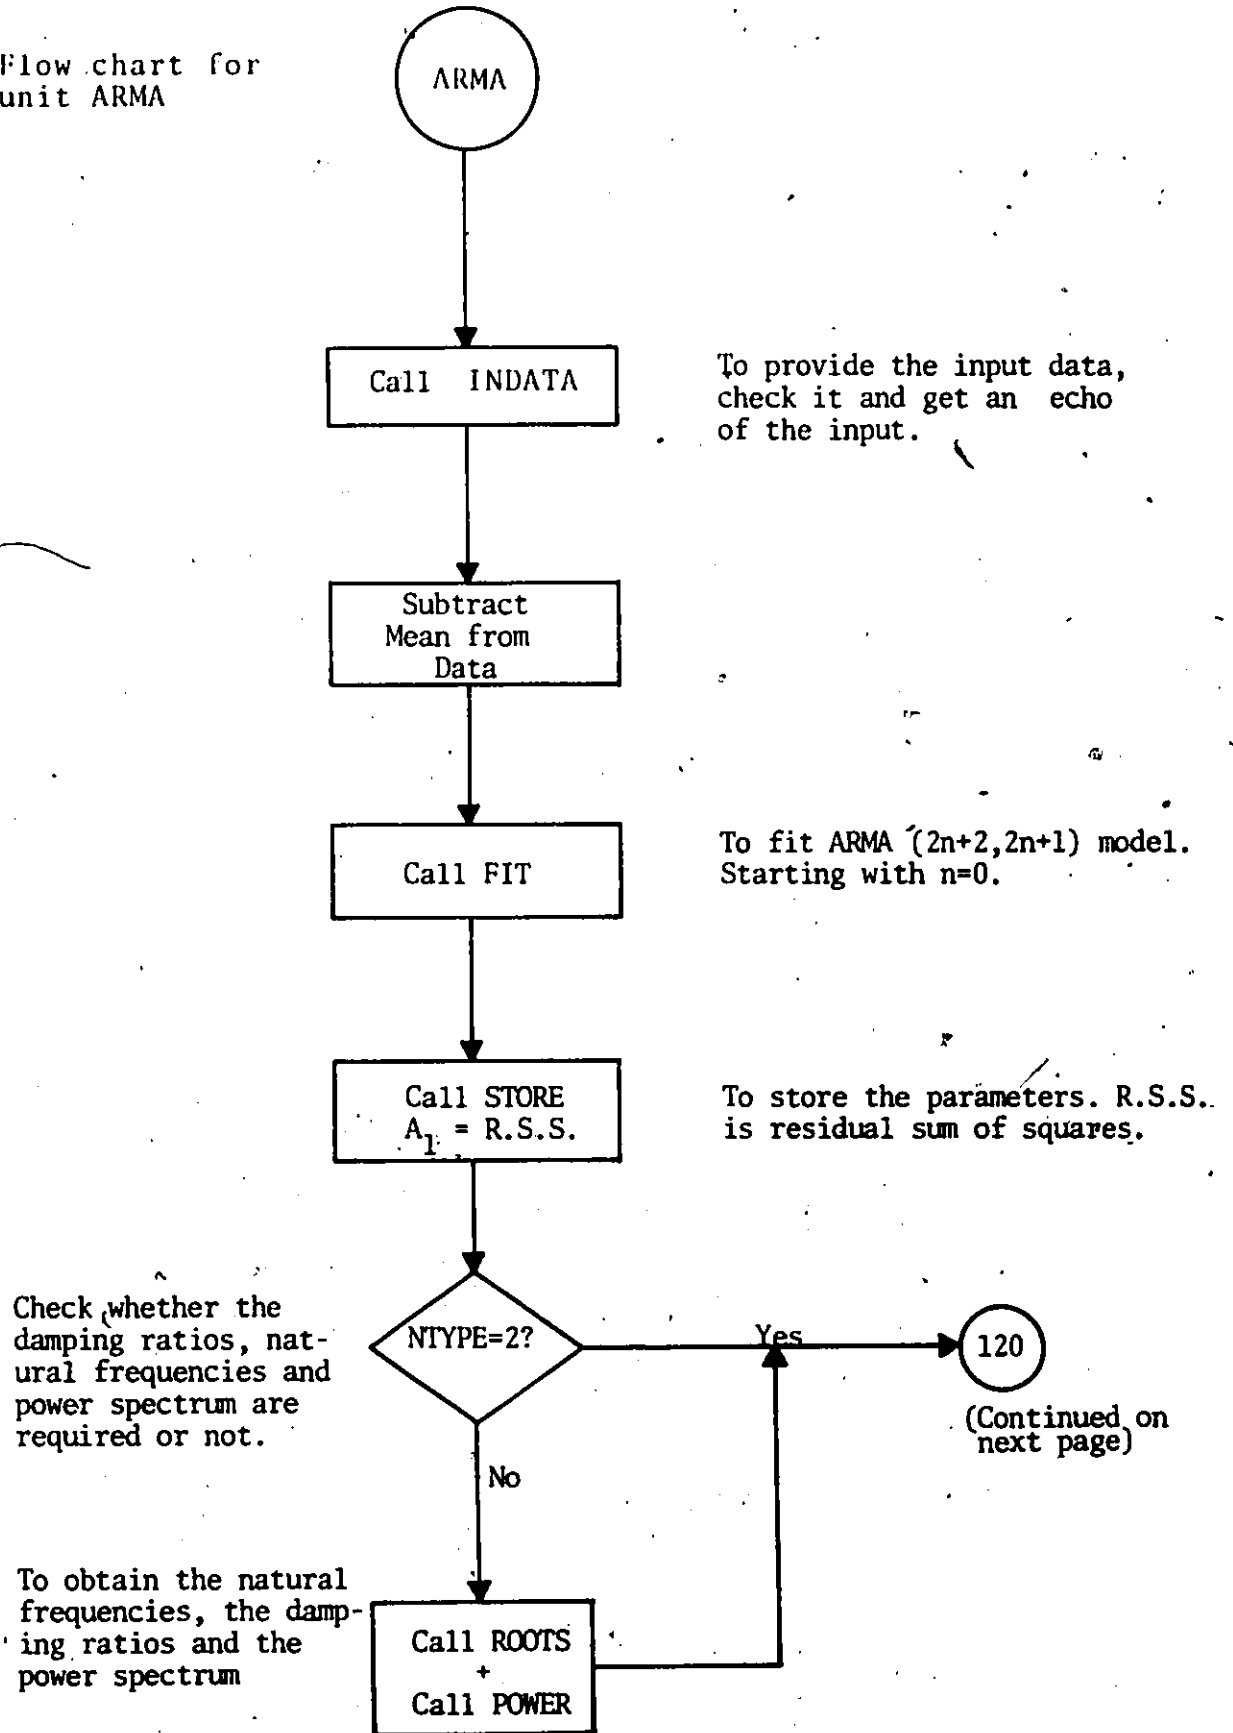 Flow chart for
unit ARMA
ARMA
Call INDATA
To provide the input data,
check it and get an echo
of the input.
Subtract
Mean from
Data
Call FIT
To fit ARMA (2n+2,2n+1) model.
Starting with n=0.
Call STORE
A1 = R.S.S.
To store the parameters. R.S.S.
is residual sum of squares.
Check whether the
damping ratios, nat-
ural frequencies and
power spectrum are
required or not.
NTYPE=2?
Yes
120
(Continued on
next page)
No
To obtain the natural
frequencies, the damp-
ing ratios and the
power spectrum
Call ROOTS
+
Call POWER